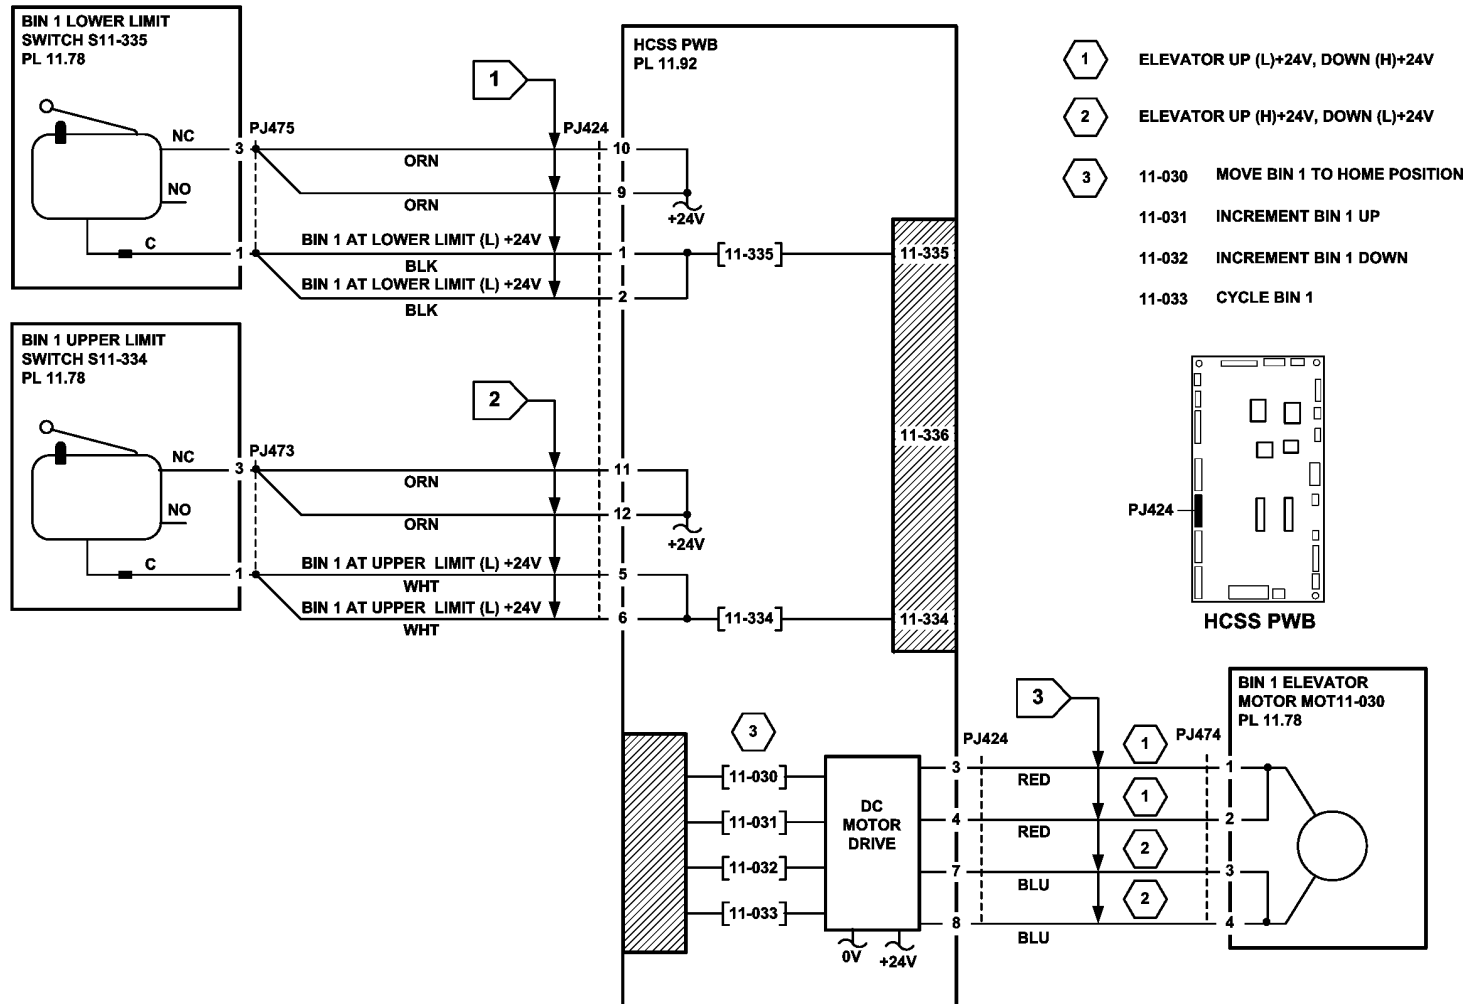 BIN 1 LOWER LIMIT
SWITCH S11-335
PL 11.78
NC
NO
C
3
1
PJ475
1
PJ424
ORN
ORN
BIN 1 AT LOWER LIMIT (L) +24V
BLK
BIN 1 AT LOWER LIMIT (L) +24V
BLK
10
9
1
2
HCSS PWB
PL 11.92
+24V
11-335
11-335
11-336
11-334
BIN 1 UPPER LIMIT
SWITCH S11-334
PL 11.78
NC
NO
C
3
1
PJ473
2
ORN
ORN
BIN 1 AT UPPER LIMIT (L) +24V
WHT
BIN 1 AT UPPER LIMIT (L) +24V
WHT
11
12
5
6
+24V
11-334
1 ELEVATOR UP (L)+24V, DOWN (H)+24V
2 ELEVATOR UP (H)+24V, DOWN (L)+24V
3 11-030 MOVE BIN 1 TO HOME POSITION
11-031 INCREMENT BIN 1 UP
11-032 INCREMENT BIN 1 DOWN
11-033 CYCLE BIN 1
PJ424
HCSS PWB
3
11-030
11-031
11-032
11-033
DC
MOTOR
DRIVE
0V
+24V
3
4
7
8
PJ424
3
RED
RED
BLU
BLU
1
1
2
2
PJ474
1
2
3
4
BIN 1 ELEVATOR
MOTOR MOT11-030
PL 11.78